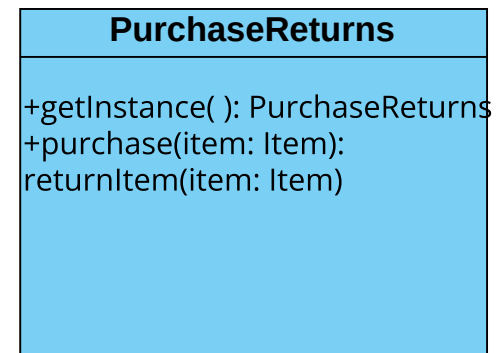 PurchaseReturns
+getInstance( ): PurchaseReturns
+purchase(item: Item):
returnItem(item: Item)